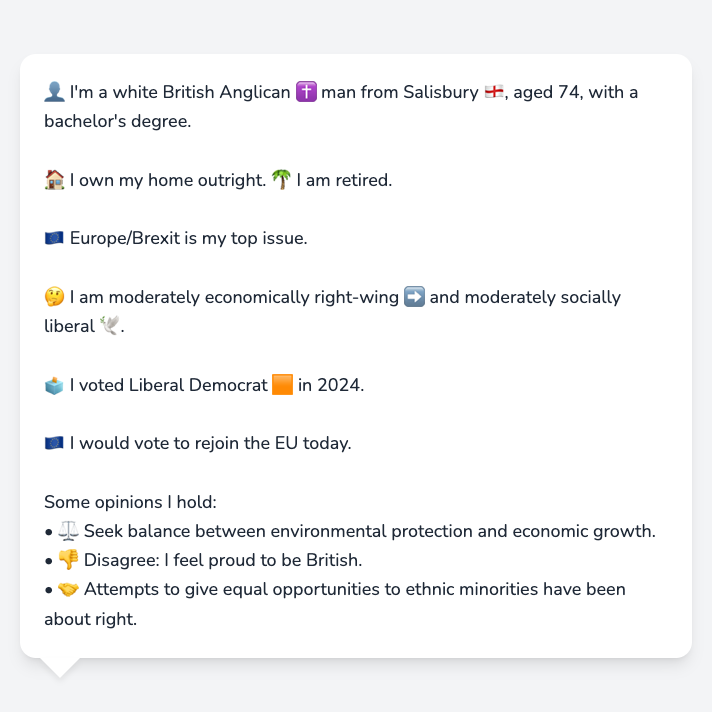 👤 I'm a white British Anglican ✝️ man from Salisbury 🏴󠁧󠁢󠁥󠁮󠁧󠁿, aged 74, with a
bachelor's degree.
🏠 I own my home outright. 🌴 I am retired.
🇪🇺 Europe/Brexit is my top issue.
🤔 I am moderately economically right-wing ➡️ and moderately socially
liberal 🕊️.
🗳️ I voted Liberal Democrat 🟧 in 2024.
🇪🇺 I would vote to rejoin the EU today.
Some opinions I hold:
• ⚖️ Seek balance between environmental protection and economic growth.
• 👎 Disagree: I feel proud to be British.
• 🤝 Attempts to give equal opportunities to ethnic minorities have been
about right.